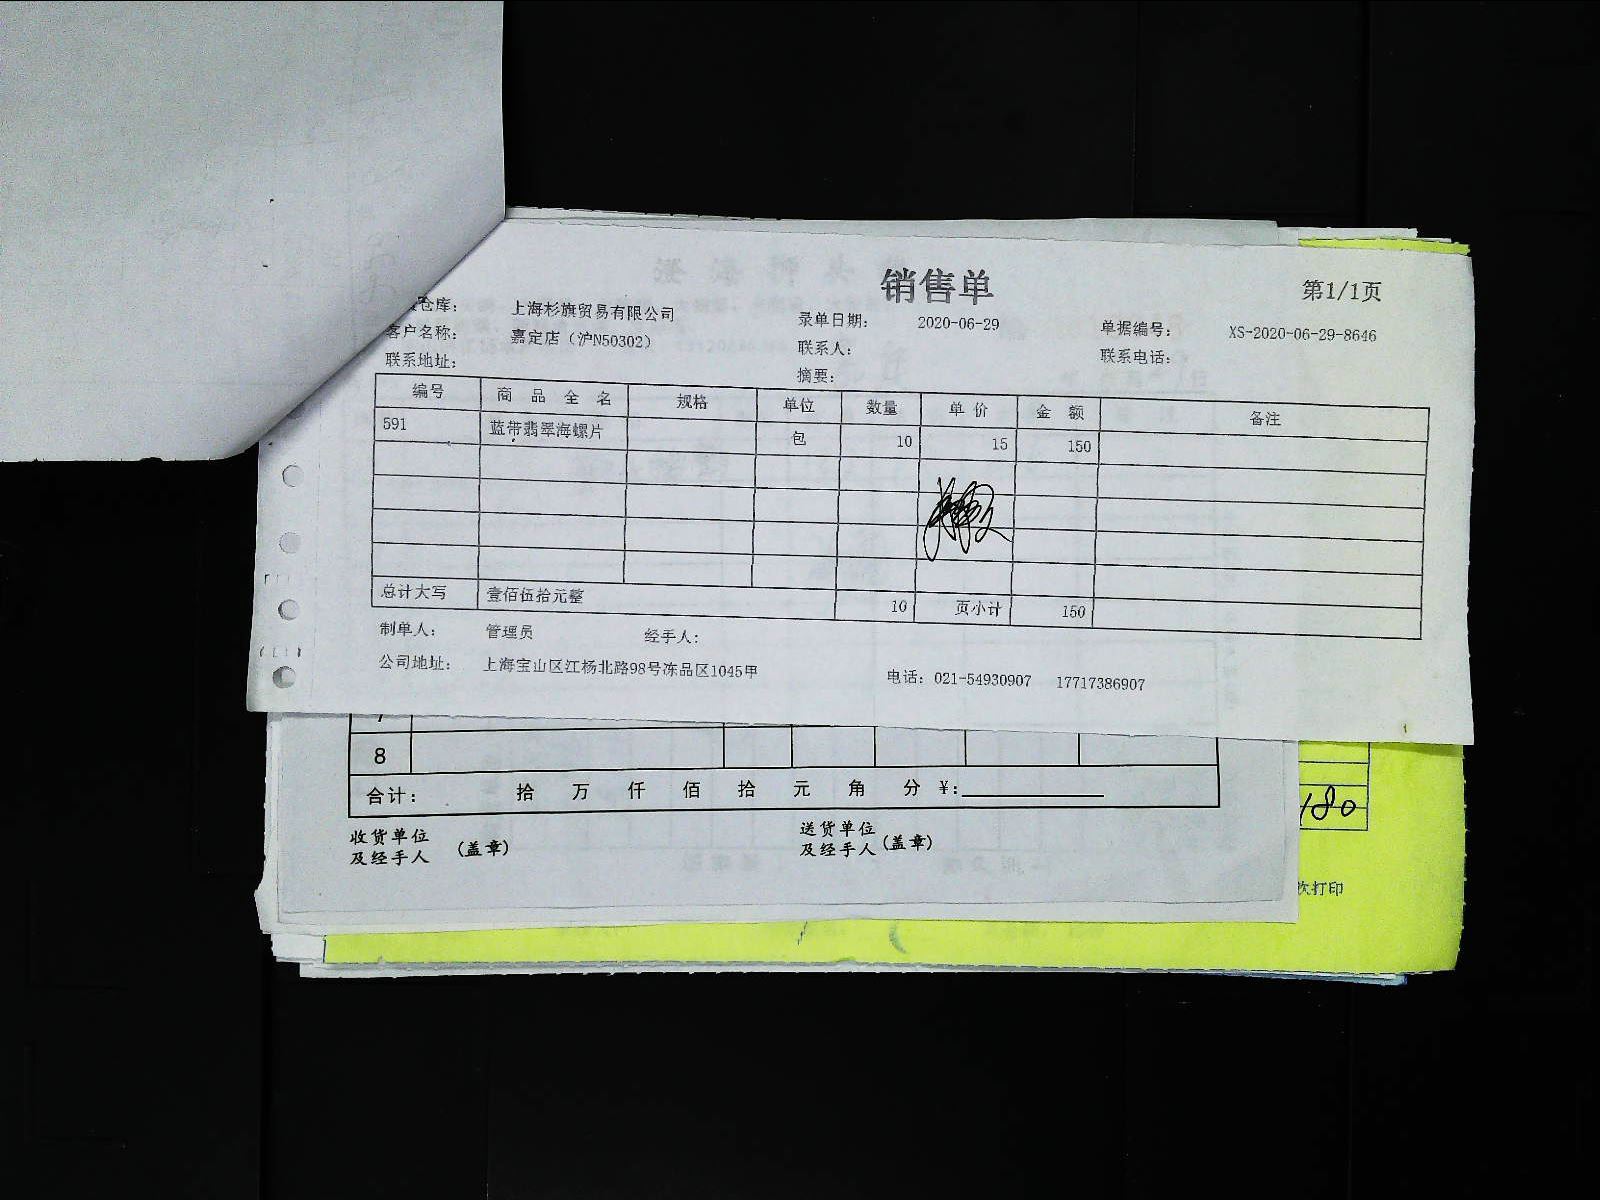 销售单
第1/1页
仓库： 上海杉旗贸易有限公司 录单日期： 2020-06-29 单据编号： XS-2020-06-29-8646
客户名称： 嘉定店（沪N50302） 联系人： 联系电话：
联系地址： 摘要：
编号 商品全名 规格 单位 数量 单价 金额 备注
591 蓝带翡翠海螺片 包 10 15 150
总计大写 壹佰伍拾元整 10 页小计 150
制单人： 管理员 经手人：
公司地址： 上海宝山区江杨北路98号冻品区1045甲 电话：021-54930907 17717386907
7
8
合计： 拾 万 仟 佰 拾 元 角 分 ¥：
180
收货单位 送货单位
及经手人 （盖章） 及经手人（盖章）
次打印